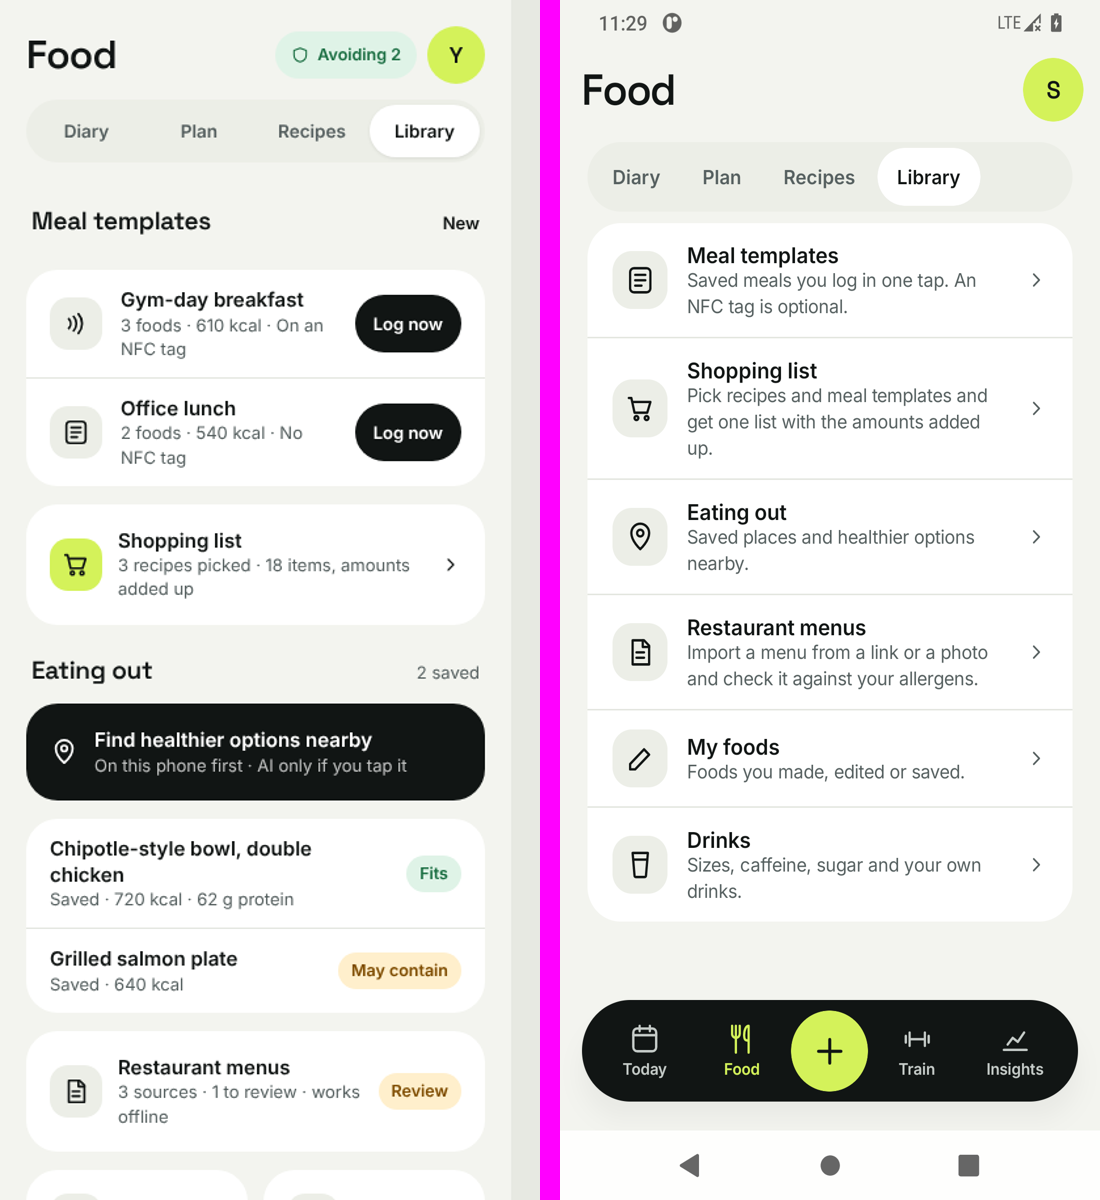 Food
Avoiding 2
Y
Diary
Plan
Recipes
Library
Meal templates
New
Gym-day breakfast
3 foods · 610 kcal · On an
NFC tag
Log now
Office lunch
2 foods · 540 kcal · No
NFC tag
Log now
Shopping list
3 recipes picked · 18 items, amounts
added up
Eating out
2 saved
Find healthier options nearby
On this phone first · AI only if you tap it
Chipotle-style bowl, double
chicken
Saved · 720 kcal · 62 g protein
Fits
Grilled salmon plate
Saved · 640 kcal
May contain
Restaurant menus
3 sources · 1 to review · works
offline
Review
11:29
LTE
Food
S
Diary
Plan
Recipes
Library
Meal templates
Saved meals you log in one tap. An
NFC tag is optional.
Shopping list
Pick recipes and meal templates and
get one list with the amounts added
up.
Eating out
Saved places and healthier options
nearby.
Restaurant menus
Import a menu from a link or a photo
and check it against your allergens.
My foods
Foods you made, edited or saved.
Drinks
Sizes, caffeine, sugar and your own
drinks.
Today
Food
Train
Insights